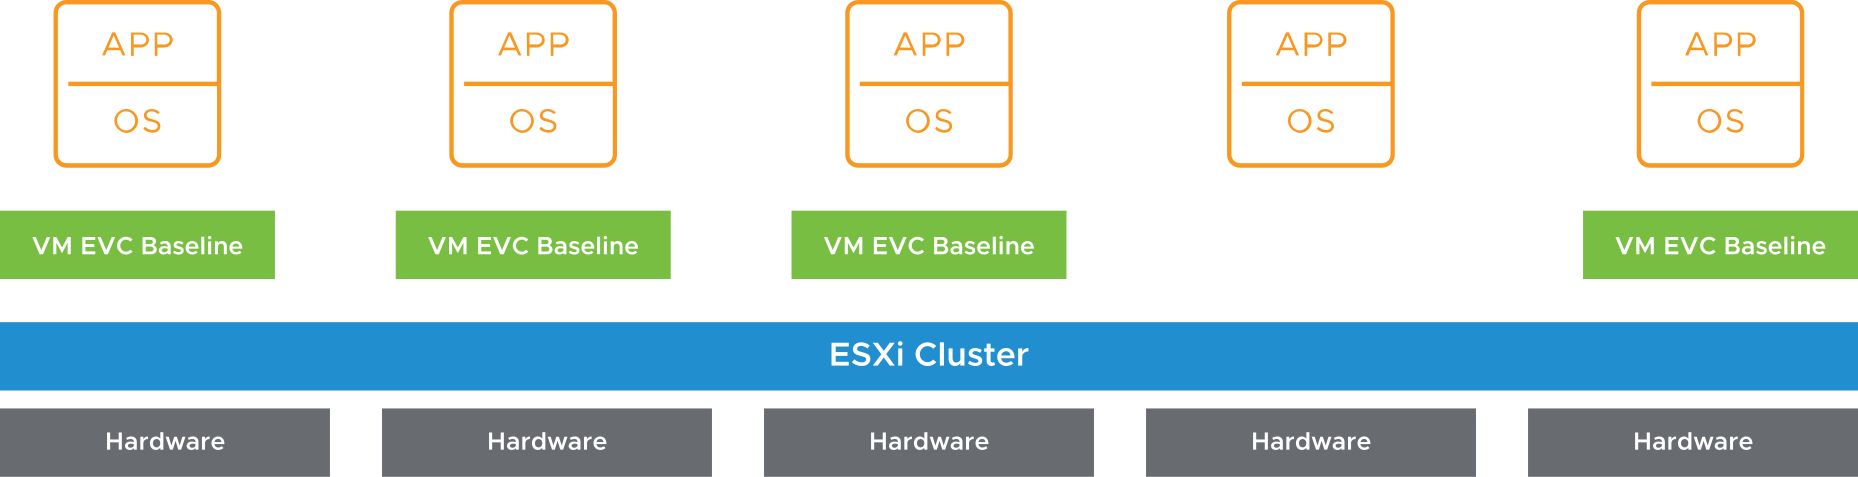 APP APP APP APP APP
OS OS OS OS OS
VM EVC Baseline VM EVC Baseline VM EVC Baseline VM EVC Baseline
ESXi Cluster
Hardware Hardware Hardware Hardware Hardware